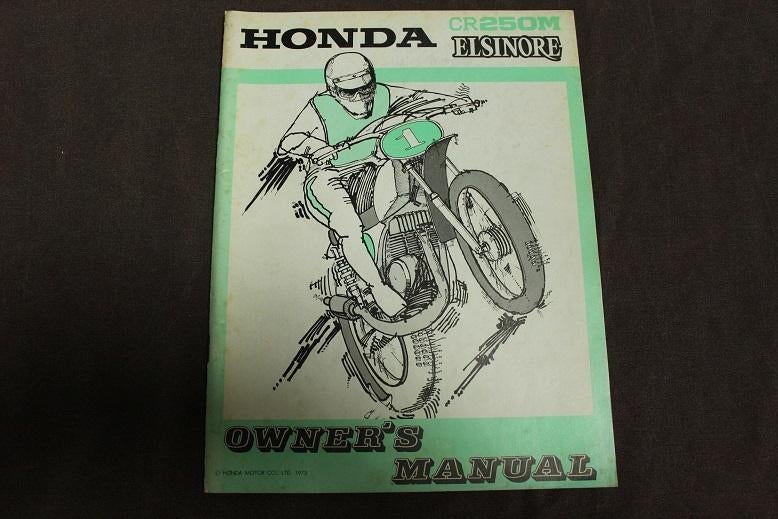 HONDA
CR250M
ELSINORE
1
OWNER'S
MANUAL
© HONDA MOTOR CO., LTD. 1973